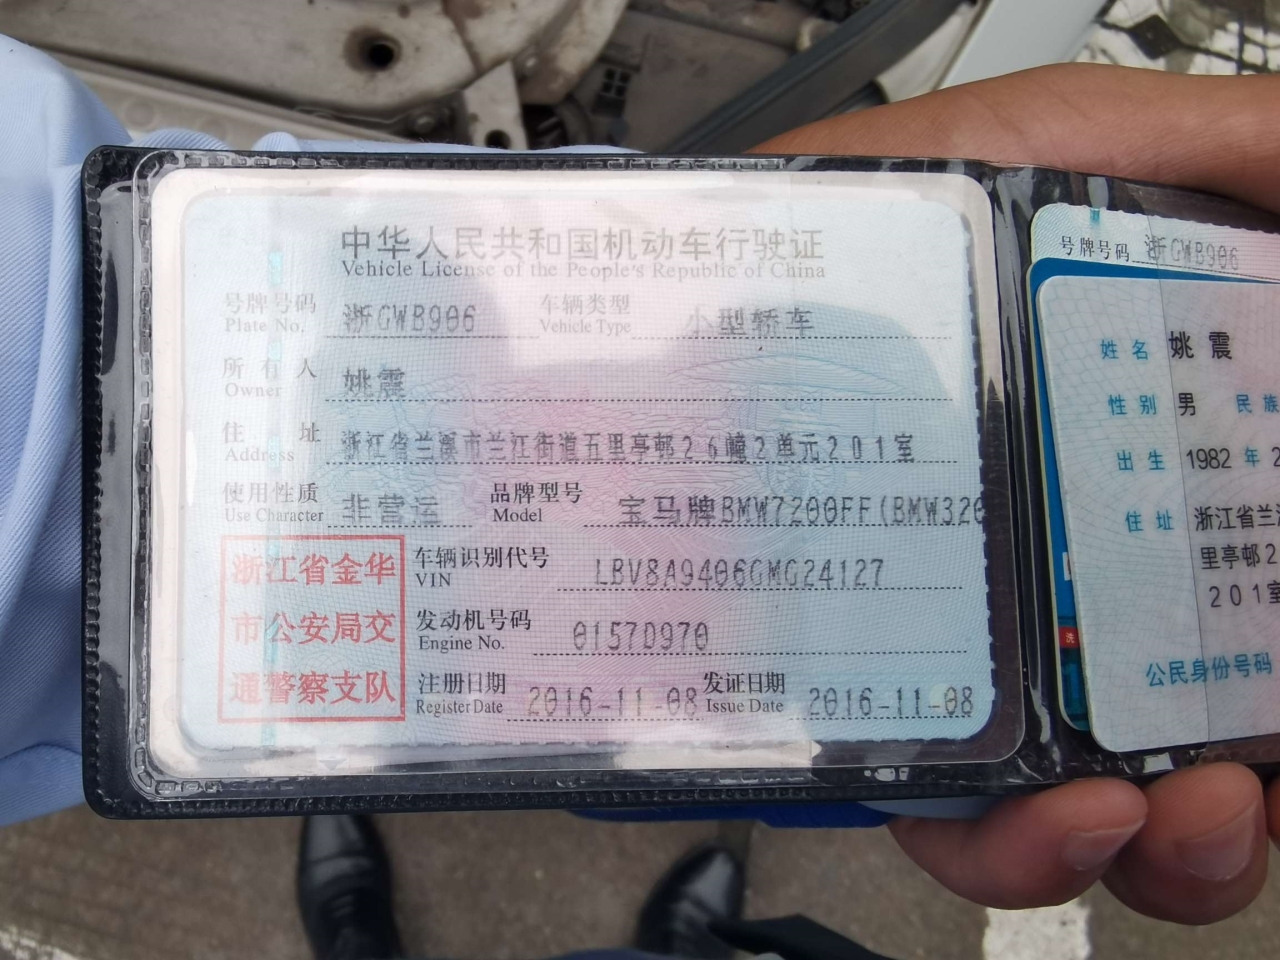 中华人民共和国机动车行驶证
Vehicle License of the People's Republic of China
号牌号码 浙GWB906 车辆类型 小型轿车
Plate No. Vehicle Type
所有人 姚震
Owner
住址 浙江省兰溪市兰江街道五里亭邨26幢2单元201室
Address
使用性质 非营运 品牌型号 宝马牌BMW7200FF(BMW320
Use Character Model
浙江省金华
市公安局交
通警察支队
车辆识别代号 LBV8A9406GMG24127
VIN
发动机号码 0157D970
Engine No.
注册日期 2016-11-08 发证日期 2016-11-08
Register Date Issue Date
号牌号码 浙GWB906
姓名 姚震
性别 男 民族
出生 1982 年 2
住址 浙江省兰
里亭邨2
201室
公民身份号码